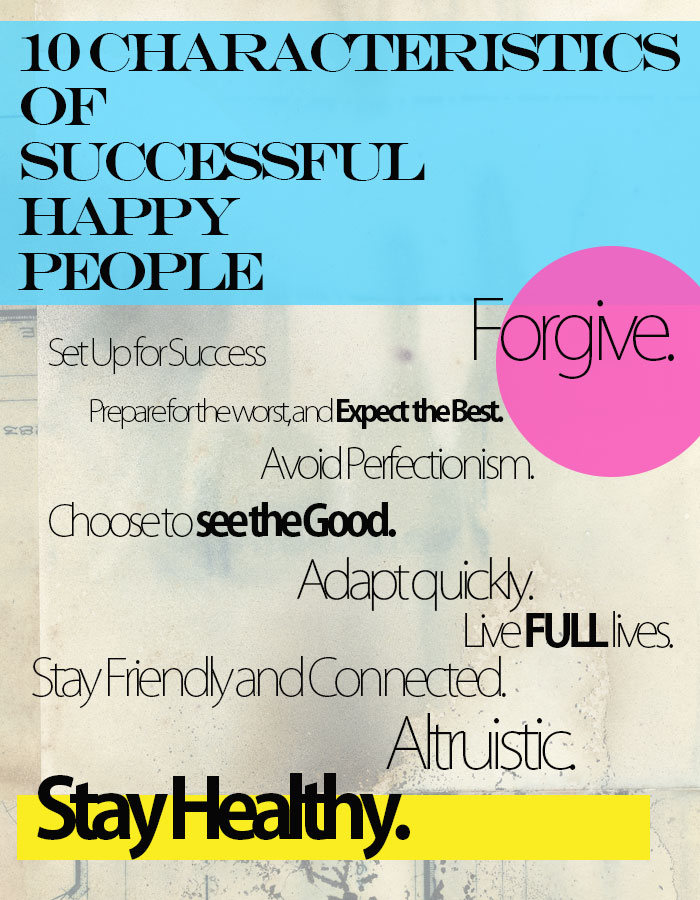 10 CHARACTERISTICS
OF
SUCCESSFUL
HAPPY
PEOPLE
Forgive.
Set Up for Success
Prepare for the worst, and Expect the Best.
Avoid Perfectionism.
Choose to see the Good.
Adapt quickly.
Live FULL lives.
Stay Friendly and Connected.
Altruistic.
Stay Healthy.